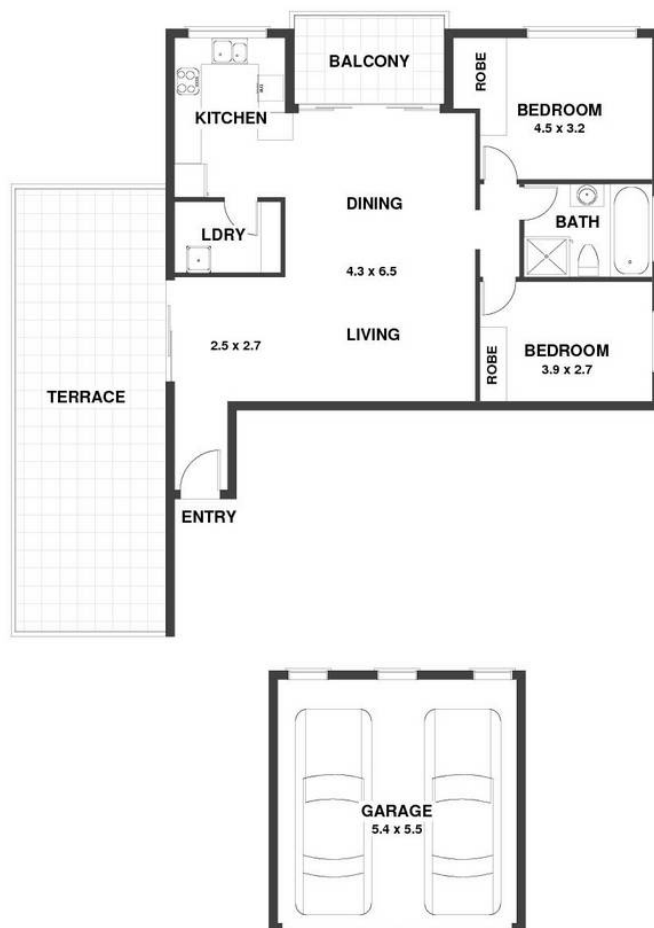 BALCONY
ROBE
BEDROOM
4.5 x 3.2
KITCHEN
DINING
BATH
LDRY
4.3 x 6.5
LIVING
2.5 x 2.7
ROBE
BEDROOM
3.9 x 2.7
TERRACE
ENTRY
GARAGE
5.4 x 5.5